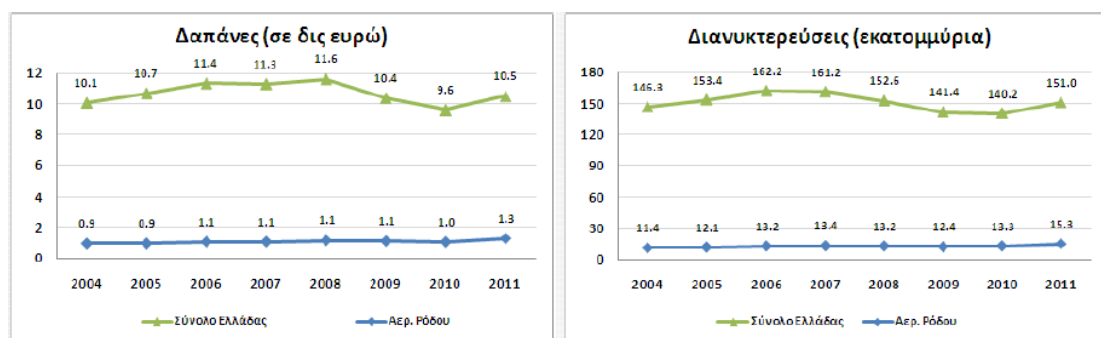 Δαπάνες (σε δις ευρώ)
12
10
8
6
4
2
0
10.1 10.7 11.4 11.3 11.6 10.4 9.6 10.5
0.9 0.9 1.1 1.1 1.1 1.1 1.0 1.3
2004 2005 2006 2007 2008 2009 2010 2011
Σύνολο Ελλάδας Αερ. Ρόδου
Διανυκτερεύσεις (εκατομμύρια)
180
150
120
90
60
30
0
146.3 153.4 162.2 161.2 152.6 141.4 140.2 151.0
11.4 12.1 13.2 13.4 13.2 12.4 13.3 15.3
2004 2005 2006 2007 2008 2009 2010 2011
Σύνολο Ελλάδας Αερ. Ρόδου